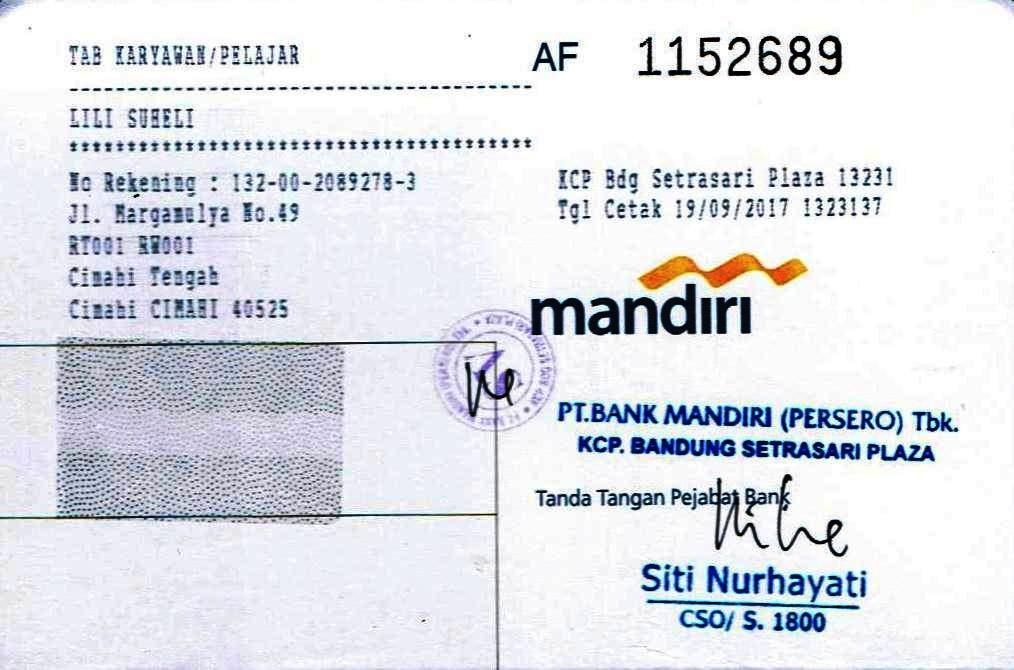 TAB KARYAWAN/PELAJAR
AF 1152689
LILI SUHELI
No Rekening : 132-00-2089278-3
Jl. Margamulya No.49
RT001 RW001
Cimahi Tengah
Cimahi CIMAHI 40525
KCP Bdg Setrasari Plaza 13231
Tgl Cetak 19/09/2017 1323137
mandiri
PT.BANK MANDIRI (PERSERO) Tbk.
KCP. BANDUNG SETRASARI PLAZA
Tanda Tangan Pejabat Bank
Siti Nurhayati
CSO/ S. 1800